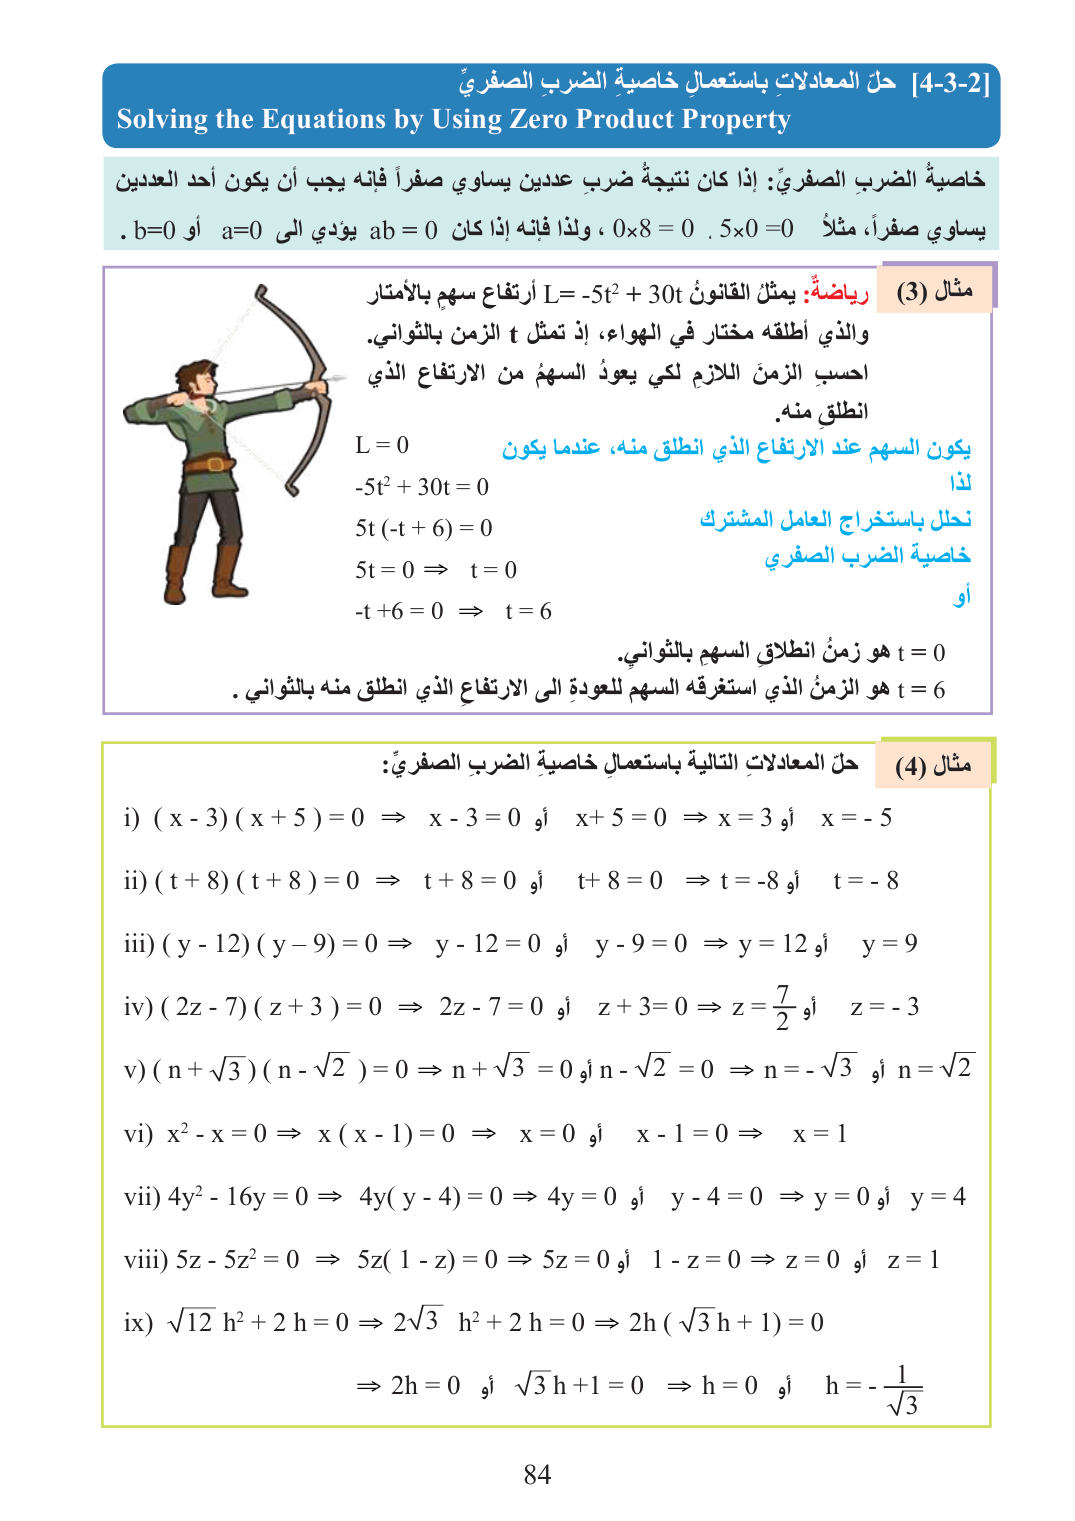 [4-3-2] حلّ المعادلاتِ باستعمالِ خاصيةِ الضربِ الصفريِّ
Solving the Equations by Using Zero Product Property
خاصيةُ الضربِ الصفريِّ: إذا كان نتيجةُ ضربِ عددين يساوي صفراً فإنه يجب أن يكون أحد العددين
يساوي صفراً، مثلاً 5×0 =0 . 0×8 = 0 ، ولذا فإنه إذا كان ab = 0 يؤدي الى a=0 أو b=0 .
مثال (3)
رياضةٌ: يمثلُ القانونُ L= -5t² + 30t أرتفاع سهمٍ بالأمتار
والذي أطلقه مختار في الهواء، إذ تمثل t الزمن بالثواني.
احسبِ الزمنَ اللازمِ لكي يعودُ السهمُ من الارتفاع الذي
انطلقِ منه.
يكون السهم عند الارتفاع الذي انطلق منه، عندما يكون L = 0
لذا -5t² + 30t = 0
نحلل باستخراج العامل المشترك 5t (-t + 6) = 0
خاصية الضرب الصفري 5t = 0 ⇒ t = 0
أو -t +6 = 0 ⇒ t = 6
t = 0 هو زمنُ انطلاقِ السهمِ بالثوانيِ.
t = 6 هو الزمنُ الذي استغرقه السهم للعودةِ الى الارتفاعِ الذي انطلق منه بالثواني .
مثال (4)
حلّ المعادلاتِ التالية باستعمالِ خاصيةِ الضربِ الصفريِّ:
i) ( x - 3) ( x + 5 ) = 0 ⇒ x - 3 = 0 أو x+ 5 = 0 ⇒ x = 3 أو x = - 5
ii) ( t + 8) ( t + 8 ) = 0 ⇒ t + 8 = 0 أو t+ 8 = 0 ⇒ t = -8 أو t = - 8
iii) ( y - 12) ( y – 9) = 0 ⇒ y - 12 = 0 أو y - 9 = 0 ⇒ y = 12 أو y = 9
iv) ( 2z - 7) ( z + 3 ) = 0 ⇒ 2z - 7 = 0 أو z + 3= 0 ⇒ z = 7/2 أو z = - 3
v) ( n + √3 ) ( n - √2 ) = 0 ⇒ n + √3 = 0 أو n - √2 = 0 ⇒ n = - √3 أو n = √2
vi) x² - x = 0 ⇒ x ( x - 1) = 0 ⇒ x = 0 أو x - 1 = 0 ⇒ x = 1
vii) 4y² - 16y = 0 ⇒ 4y( y - 4) = 0 ⇒ 4y = 0 أو y - 4 = 0 ⇒ y = 0 أو y = 4
viii) 5z - 5z² = 0 ⇒ 5z( 1 - z) = 0 ⇒ 5z = 0 أو 1 - z = 0 ⇒ z = 0 أو z = 1
ix) √12 h² + 2 h = 0 ⇒ 2√3 h² + 2 h = 0 ⇒ 2h ( √3 h + 1) = 0
⇒ 2h = 0 أو √3 h +1 = 0 ⇒ h = 0 أو h = - 1/√3
84